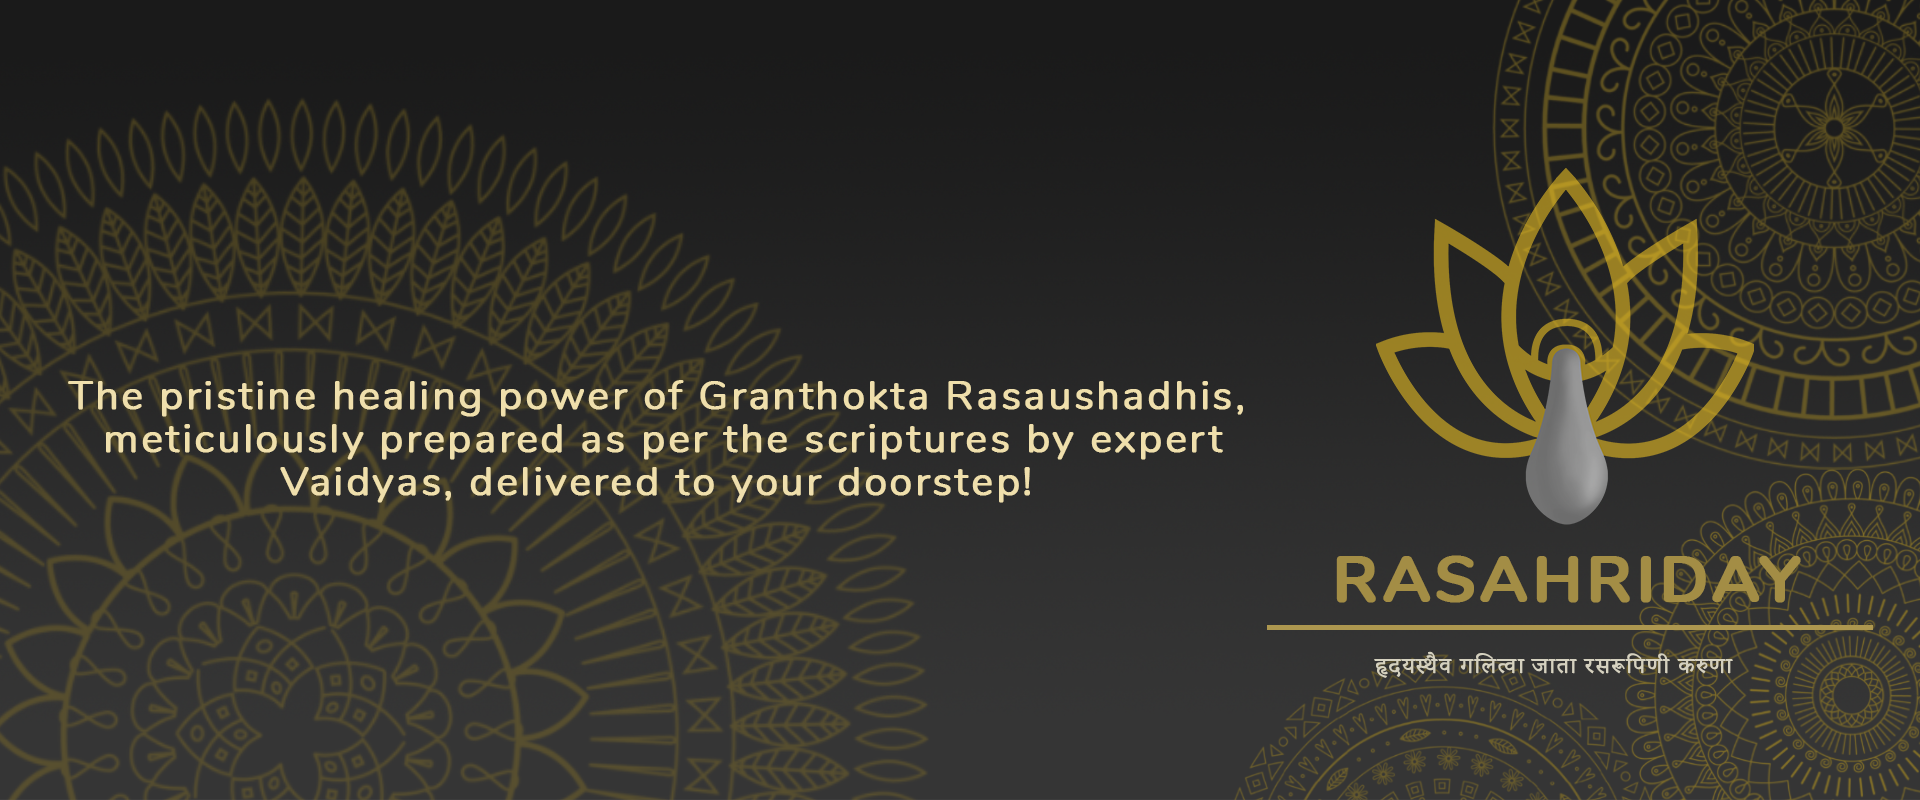 The pristine healing power of Granthokta Rasaushadhis,
meticulously prepared as per the scriptures by expert
Vaidyas, delivered to your doorstep!
RASAHRIDAY
हृदयस्थैव गलित्वा जाता रसरूपिणी करुणा